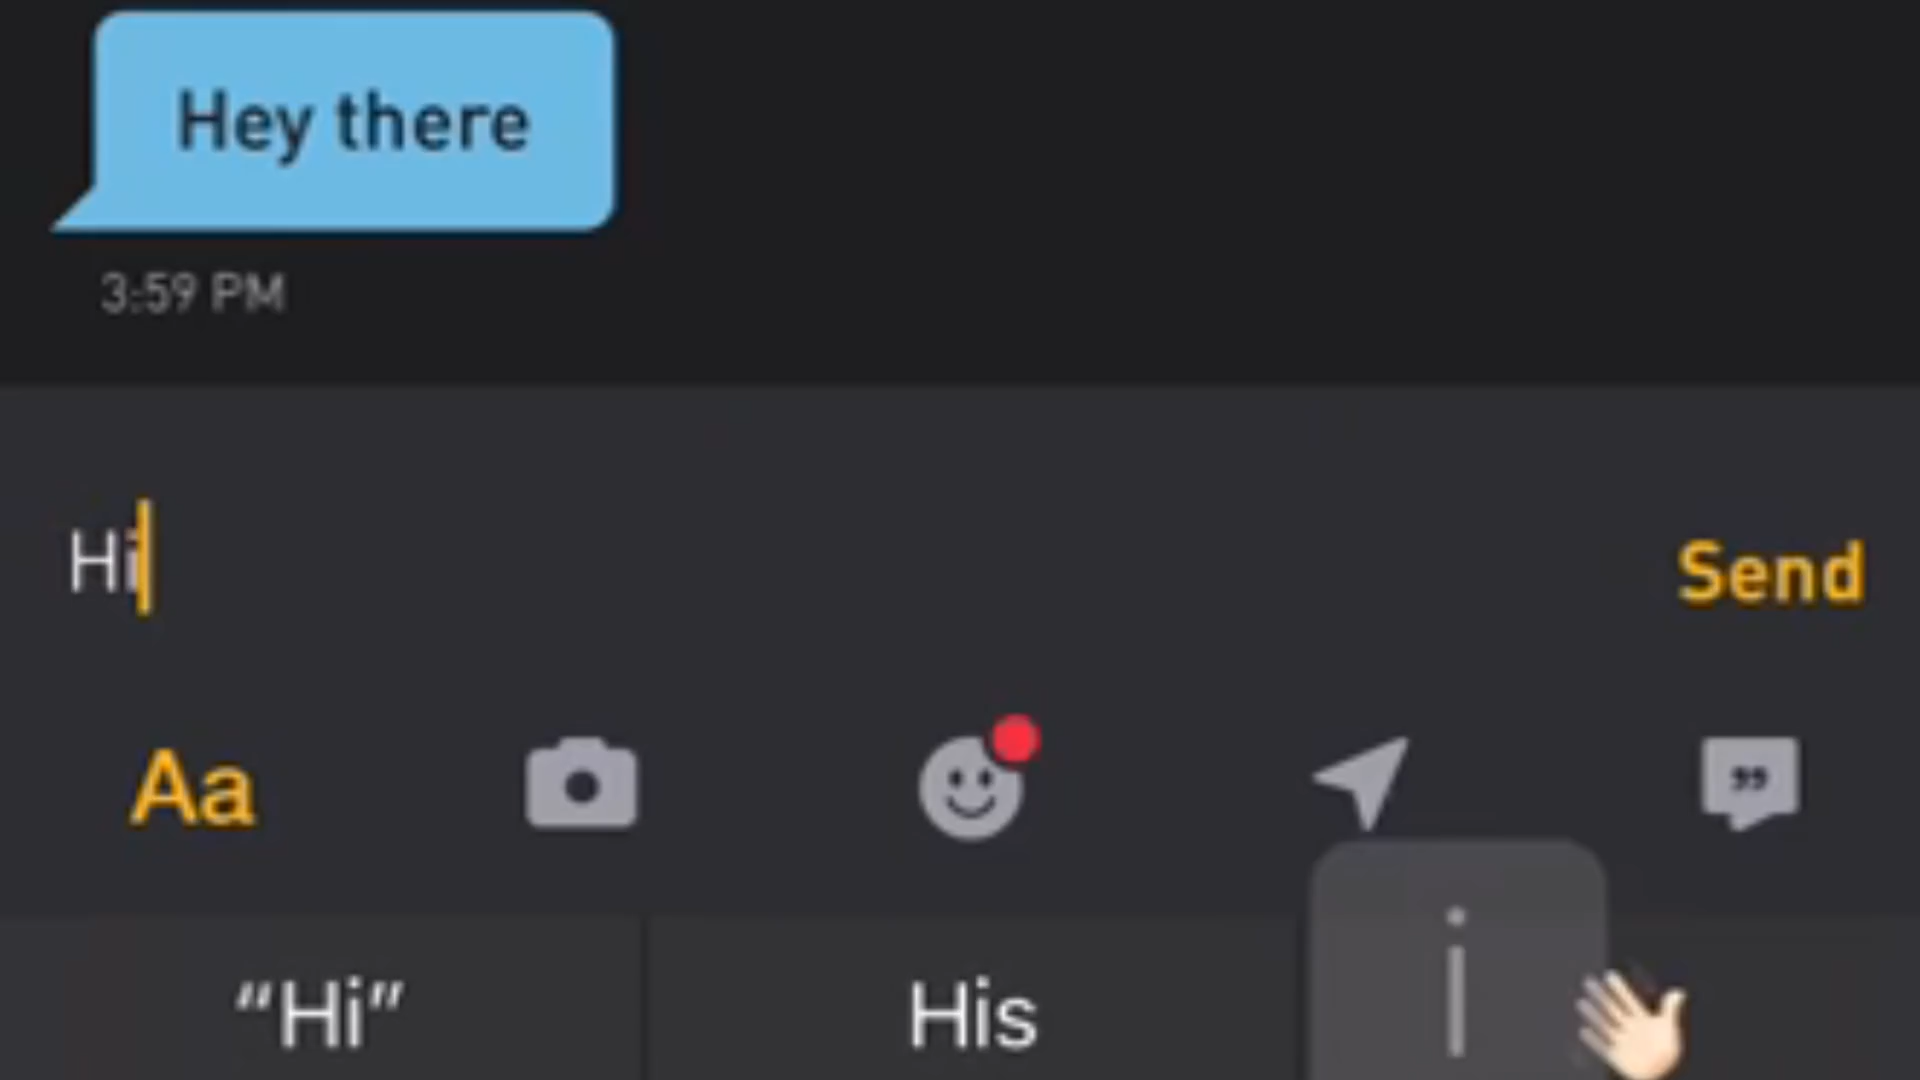 Hey there
3:59 PM
Hi
Send
Aa
“Hi”
His
i